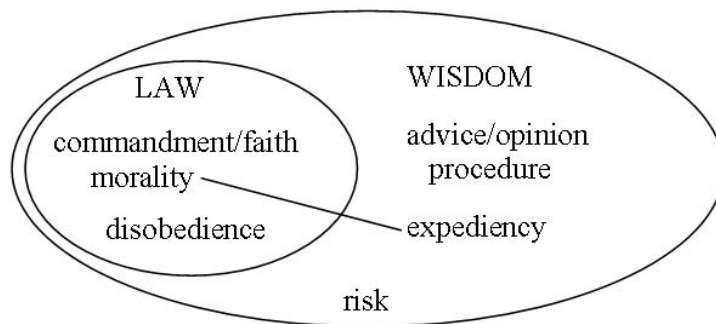 LAW
commandment/faith
morality
disobedience
WISDOM
advice/opinion
procedure
expediency
risk